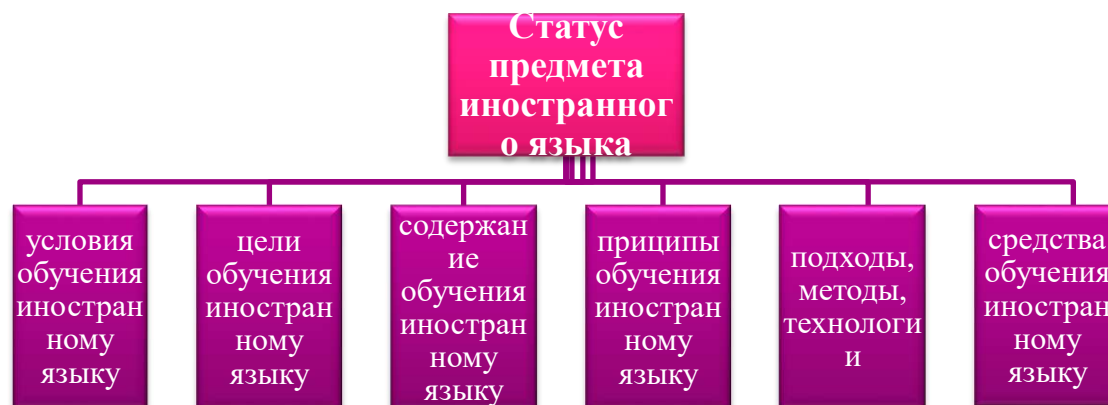 Статус
предмета
иностранног
о языка
условия
обучения
иностран
ному
языку
цели
обучения
иностран
ному
языку
содержан
ие
обучения
иностран
ному
языку
приципы
обучения
иностран
ному
языку
подходы,
методы,
технологи
и
средства
обучения
иностран
ному
языку